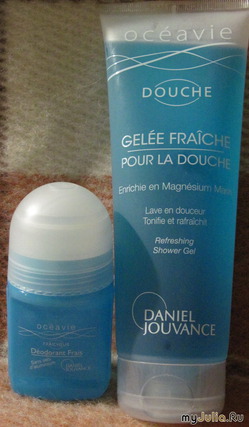 océavie
DOUCHE
GELÉE FRAÎCHE
POUR LA DOUCHE
Enrichie en Magnésium Marin
Lave en douceur
Tonifie et rafraîchit
Refreshing
Shower Gel
DANIEL
JOUVANCE
océavie
Déodorant Frais
myJulia.Ru